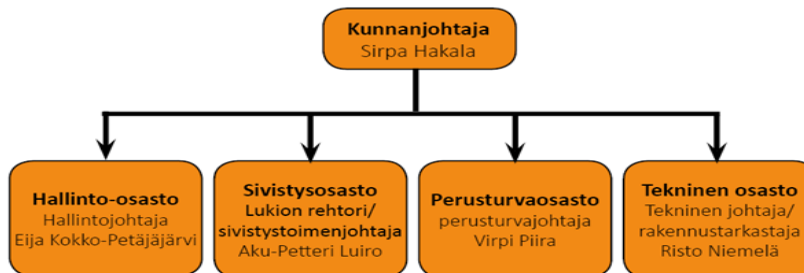 Kunnanjohtaja
Sirpa Hakala
Hallinto-osasto
Hallintojohtaja
Eija Kokko-Petäjäjärvi
Sivistysosasto
Lukion rehtori/
sivistystoimenjohtaja
Aku-Petteri Luiro
Perusturvaosasto
perusturvajohtaja
Virpi Piira
Tekninen osasto
Tekninen johtaja/
rakennustarkastaja
Risto Niemelä